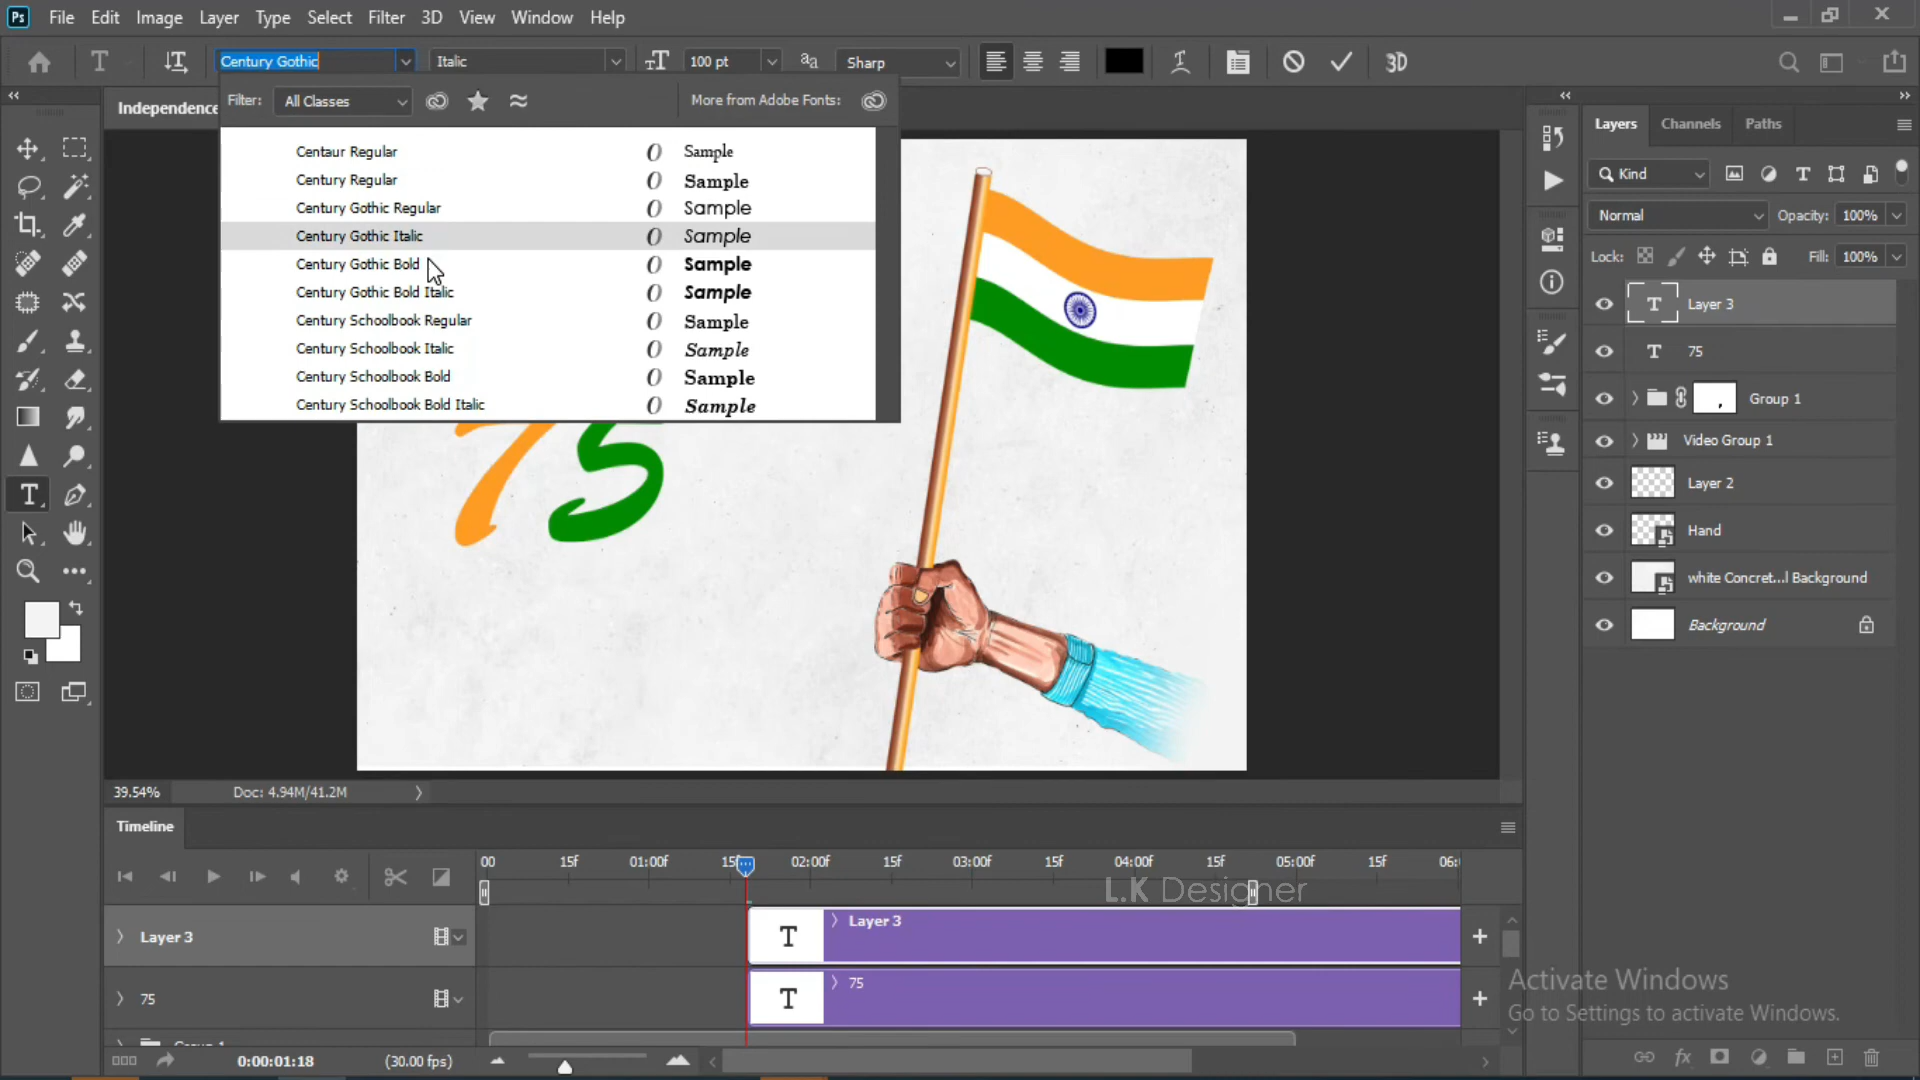 Ps File Edit Image Layer Type Select Filter 3D View Window Help
T Century Gothic Italic 100 pt aa Sharp 3D
Filter: All Classes More from Adobe Fonts:
Independence
Centaur Regular O Sample
Century Regular O Sample
Century Gothic Regular O Sample
Century Gothic Italic O Sample
Century Gothic Bold O Sample
Century Gothic Bold Italic O Sample
Century Schoolbook Regular O Sample
Century Schoolbook Italic O Sample
Century Schoolbook Bold O Sample
Century Schoolbook Bold Italic O Sample
75
Layers Channels Paths
Kind
Normal Opacity: 100%
Lock: Fill: 100%
T Layer 3
T 75
Group 1
Video Group 1
Layer 2
Hand
white Concret...l Background
Background
39.54% Doc: 4.94M/41.2M
Timeline
00 15f 01:00f 15f 02:00f 15f 03:00f 15f 04:00f 15f 05:00f 15f 06:
L.K Designer
Layer 3 T Layer 3
75 T 75
Group 1
0:00:01:18 (30.00 fps)
Activate Windows
Go to Settings to activate Windows.
fx